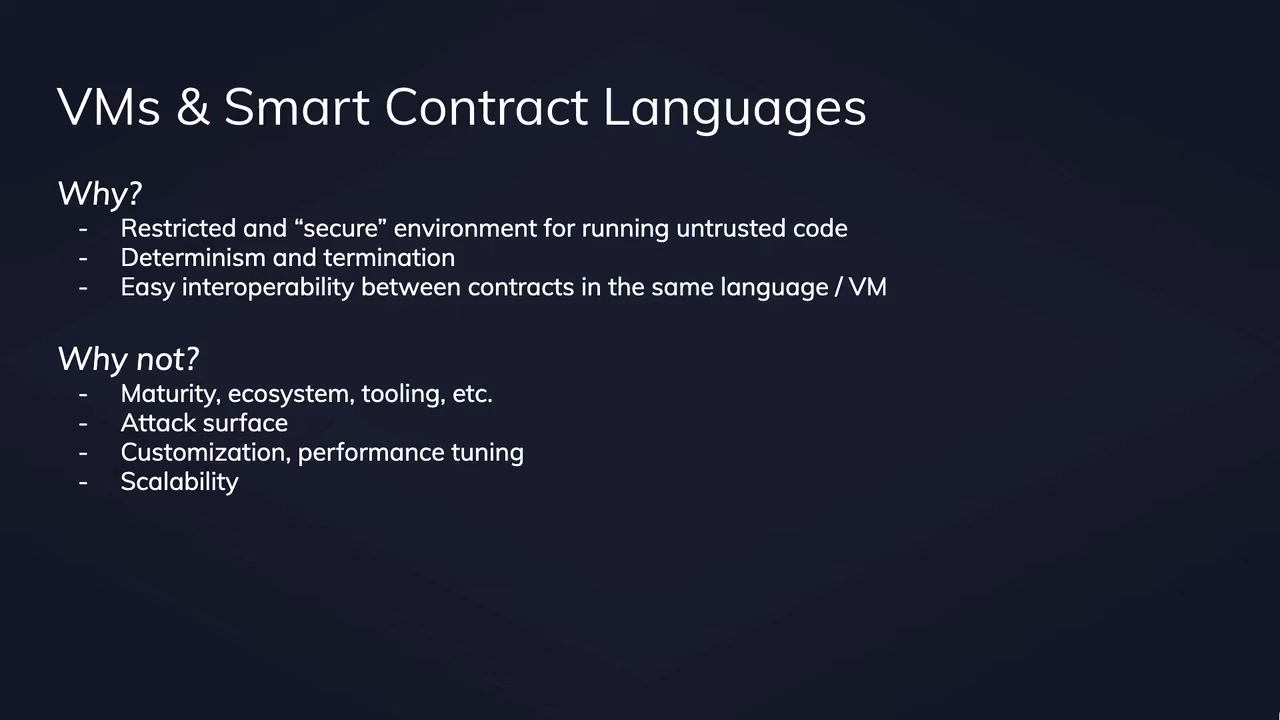 VMs & Smart Contract Languages
Why?
- Restricted and “secure” environment for running untrusted code
- Determinism and termination
- Easy interoperability between contracts in the same language / VM
Why not?
- Maturity, ecosystem, tooling, etc.
- Attack surface
- Customization, performance tuning
- Scalability